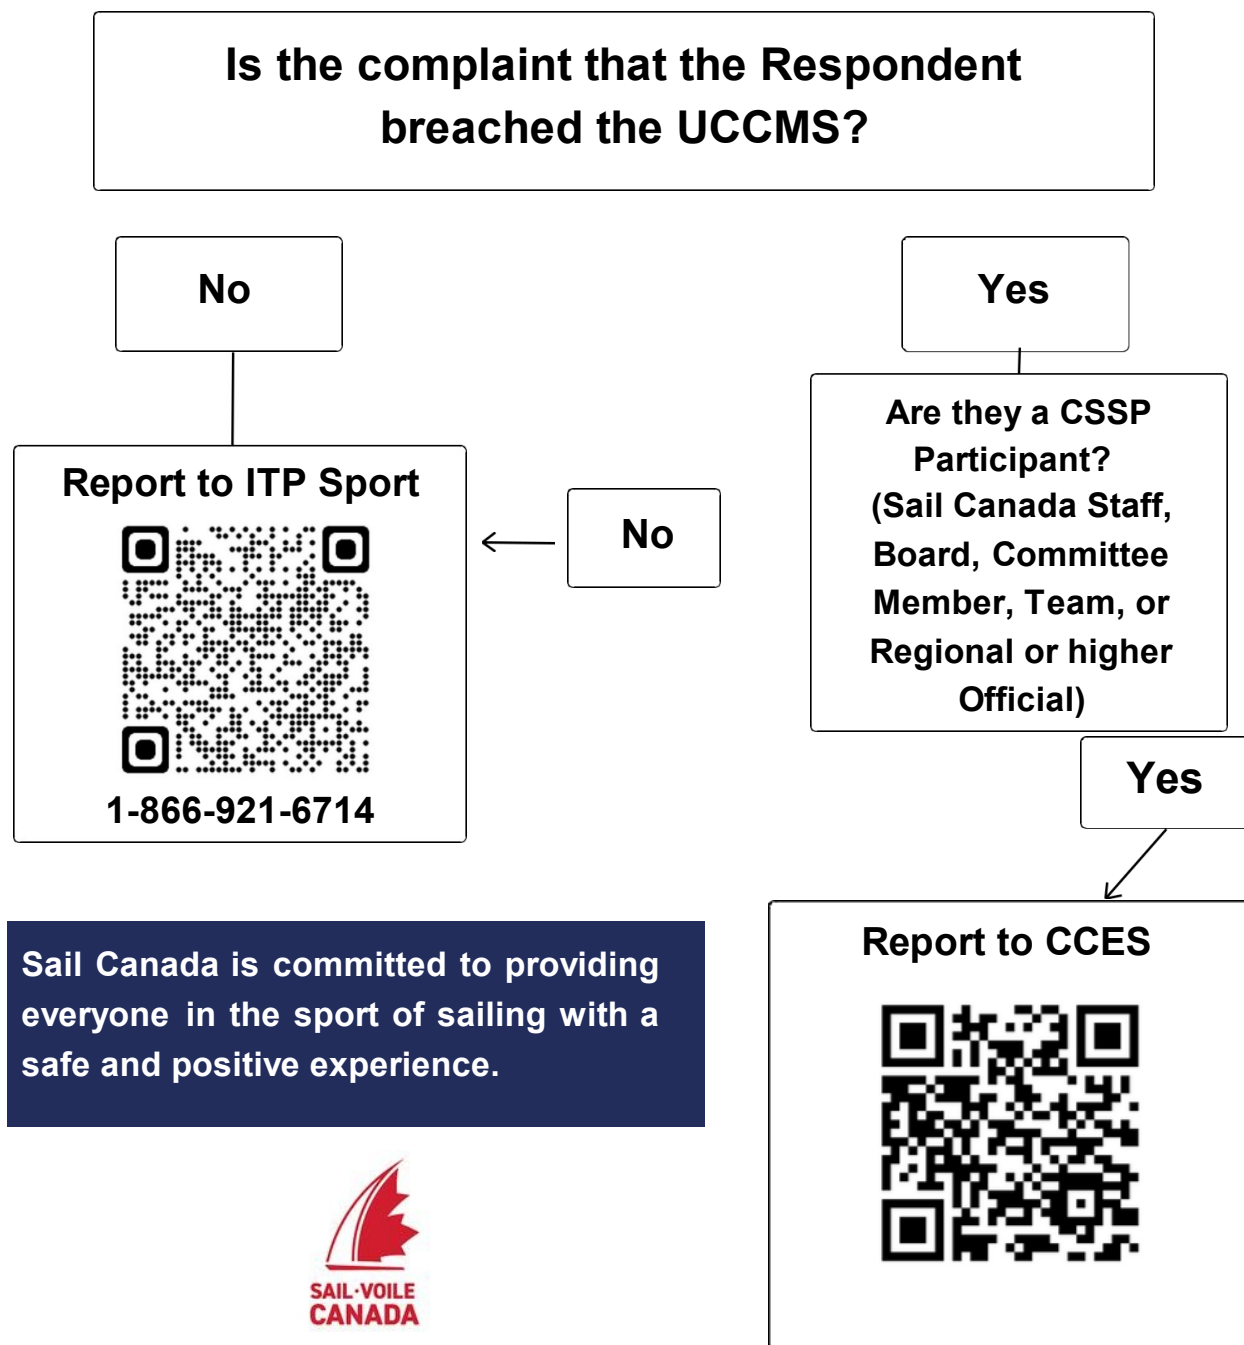 Is the complaint that the Respondent
breached the UCCMS?
No
Yes
Report to ITP Sport
1-866-921-6714
No
Are they a CSSP
Participant?
(Sail Canada Staff,
Board, Committee
Member, Team, or
Regional or higher
Official)
Yes
Report to CCES
Sail Canada is committed to providing
everyone in the sport of sailing with a
safe and positive experience.
SAIL·VOILE
CANADA